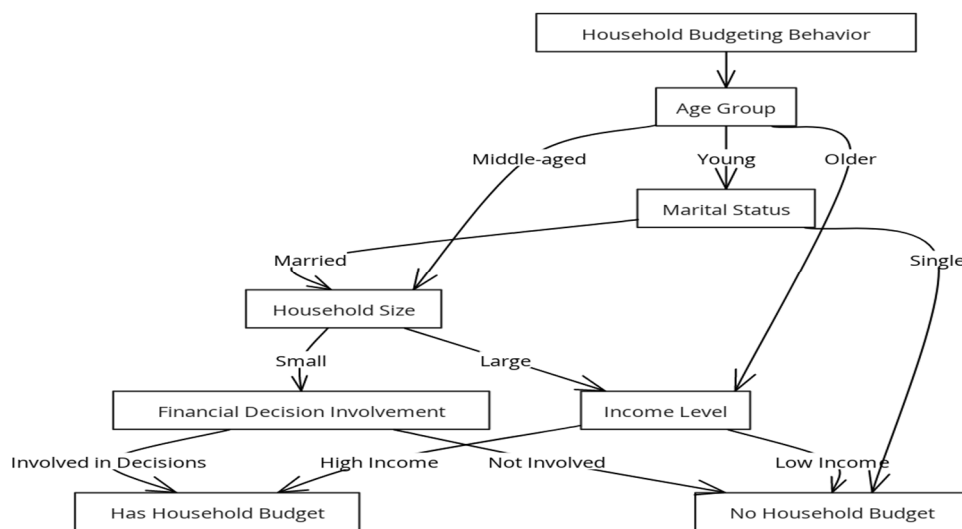 Household Budgeting Behavior
Age Group
Middle-aged
Young
Older
Marital Status
Married
Single
Household Size
Small
Large
Financial Decision Involvement
Income Level
Involved in Decisions
High Income
Not Involved
Low Income
Has Household Budget
No Household Budget